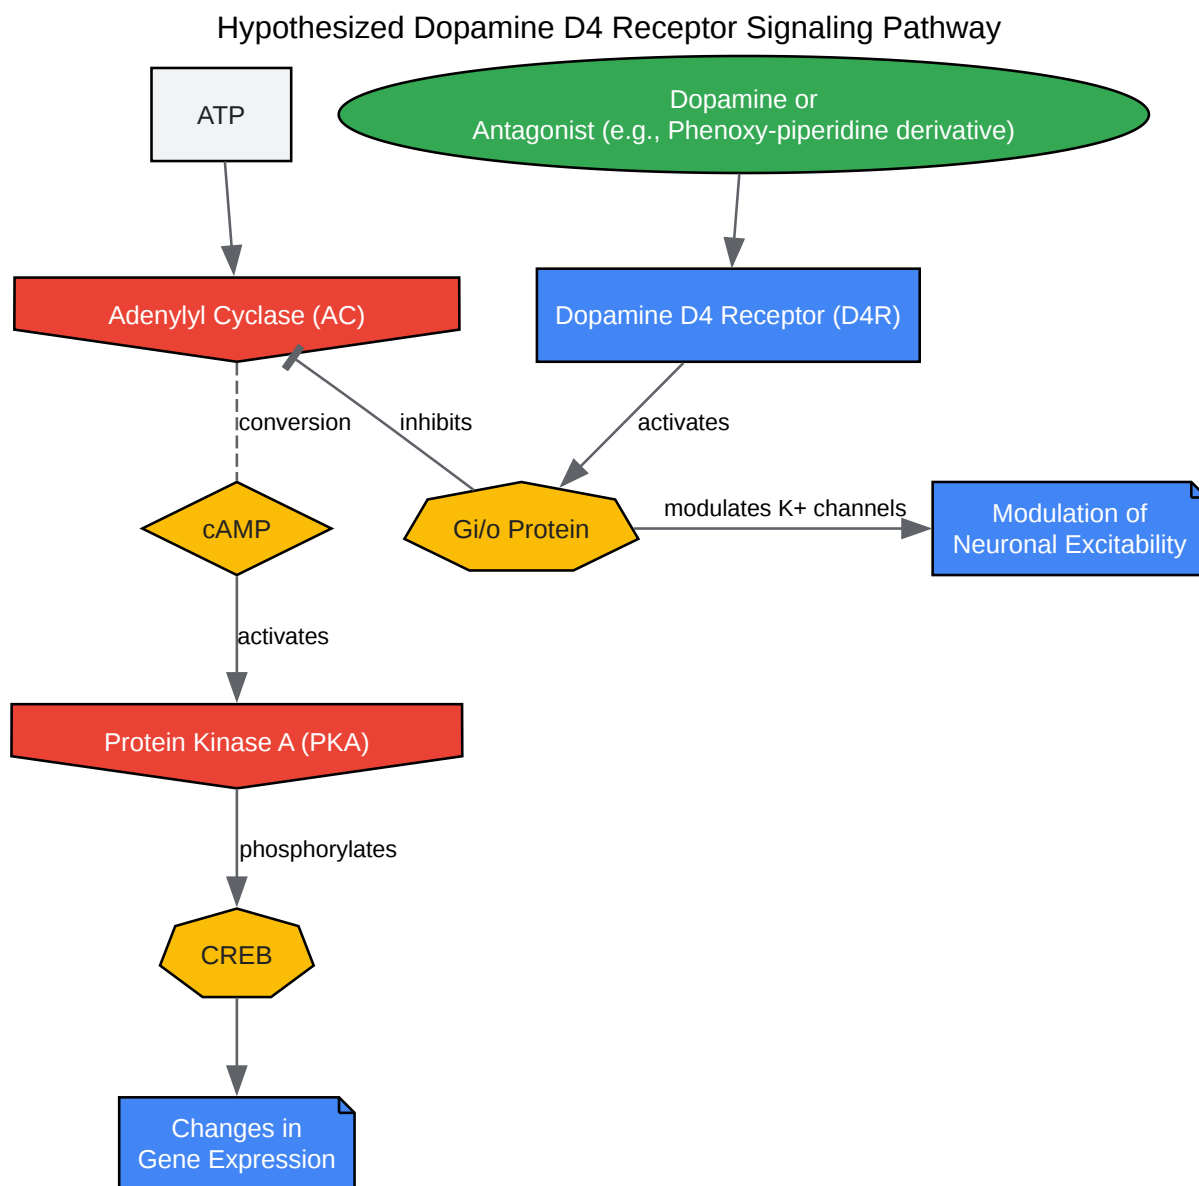 Hypothesized Dopamine D4 Receptor Signaling Pathway
ATP
Dopamine or
Antagonist (e.g., Phenoxy-piperidine derivative)
Adenylyl Cyclase (AC)
Dopamine D4 Receptor (D4R)
conversion
inhibits
activates
cAMP
Gi/o Protein
modulates K+ channels
Modulation of
Neuronal Excitability
activates
Protein Kinase A (PKA)
phosphorylates
CREB
Changes in
Gene Expression